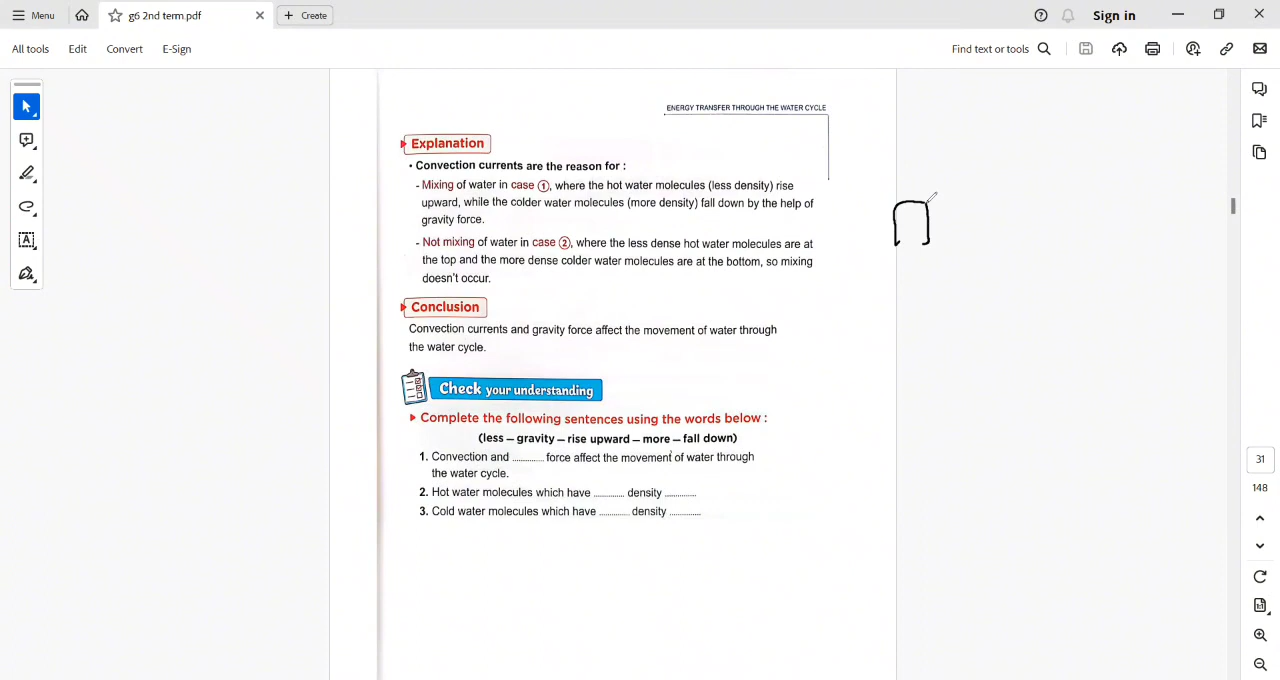 Menu
g6 2nd term.pdf
Create
Sign in
All tools
Edit
Convert
E-Sign
Find text or tools
ENERGY TRANSFER THROUGH THE WATER CYCLE
Explanation
• Convection currents are the reason for :
- Mixing of water in case ①, where the hot water molecules (less density) rise
upward, while the colder water molecules (more density) fall down by the help of
gravity force.
- Not mixing of water in case ②, where the less dense hot water molecules are at
the top and the more dense colder water molecules are at the bottom, so mixing
doesn't occur.
Conclusion
Convection currents and gravity force affect the movement of water through
the water cycle.
Check your understanding
Complete the following sentences using the words below :
(less – gravity – rise upward – more – fall down)
1. Convection and ............ force affect the movement of water through
the water cycle.
2. Hot water molecules which have ............ density ............
3. Cold water molecules which have ............ density ............
31
148